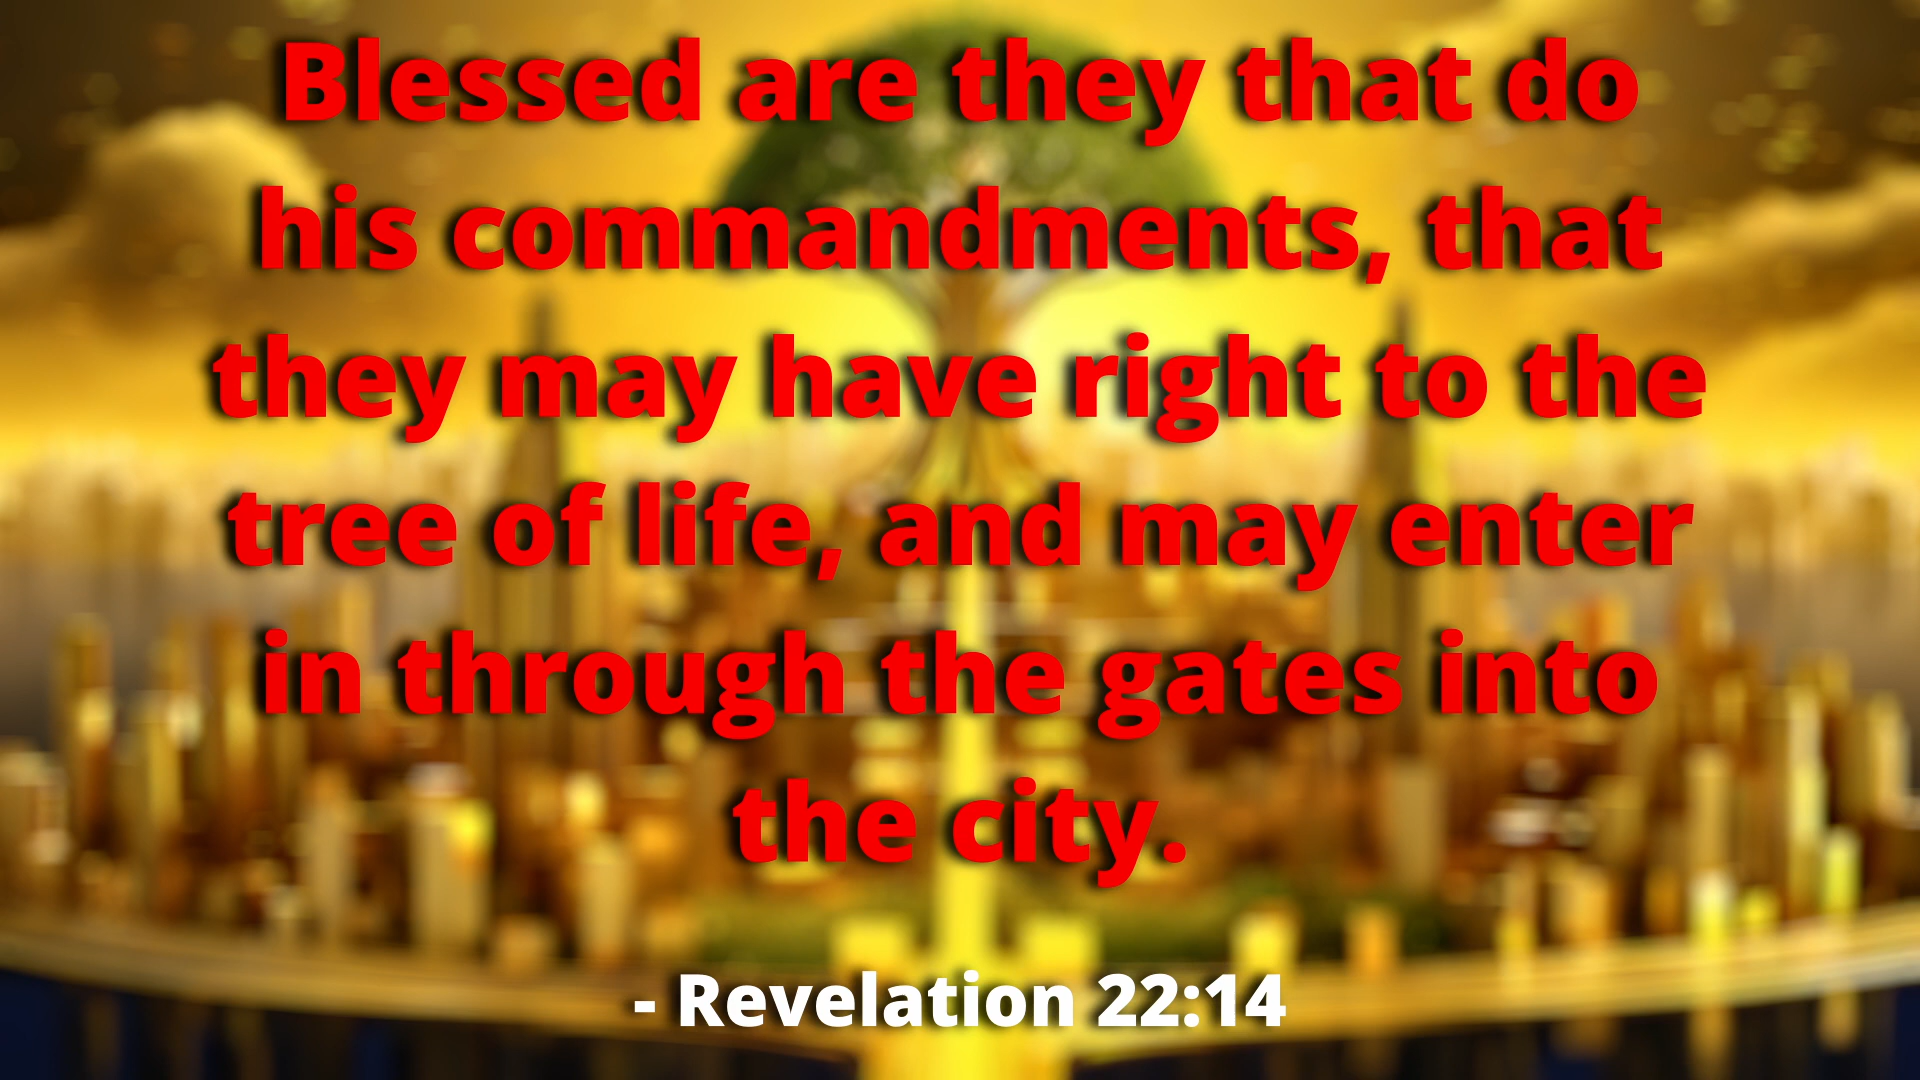 Blessed are they that do
his commandments, that
they may have right to the
tree of life, and may enter
in through the gates into
the city.
- Revelation 22:14